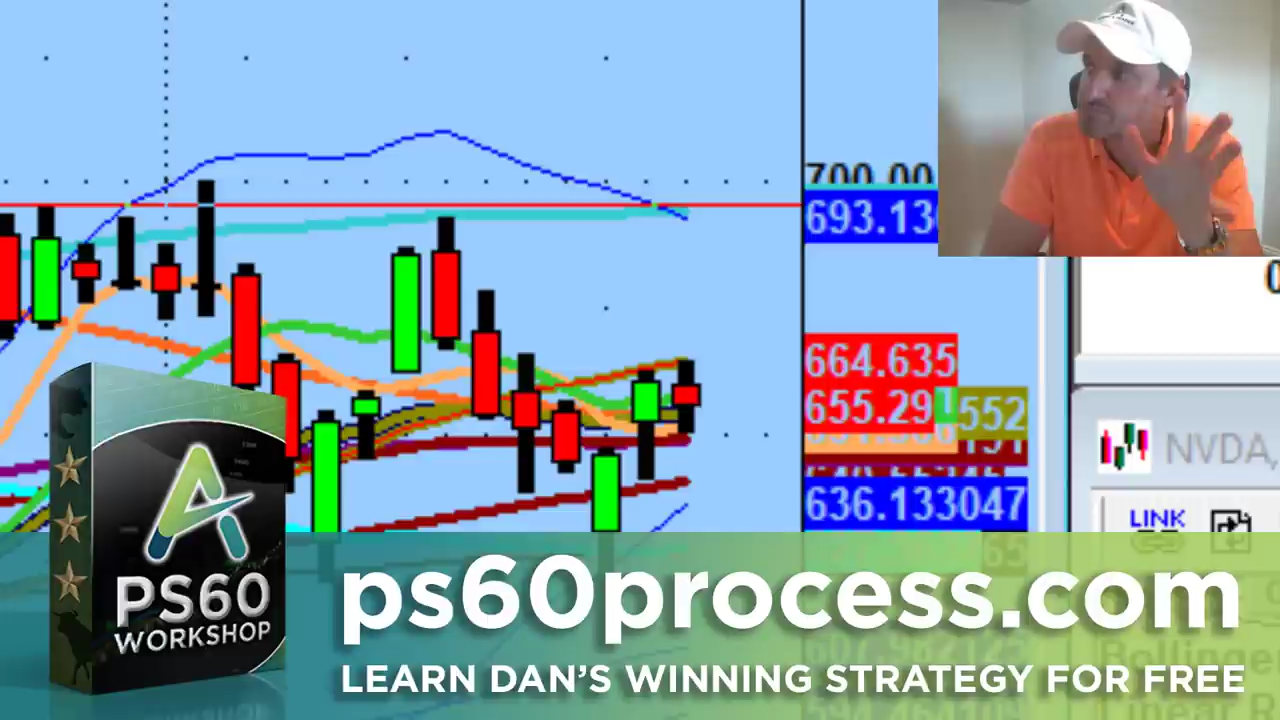 700.00
693.13
664.635
655.29
552
636.133047
NVDA,
LINK
PS60
WORKSHOP
ps60process.com
LEARN DAN'S WINNING STRATEGY FOR FREE